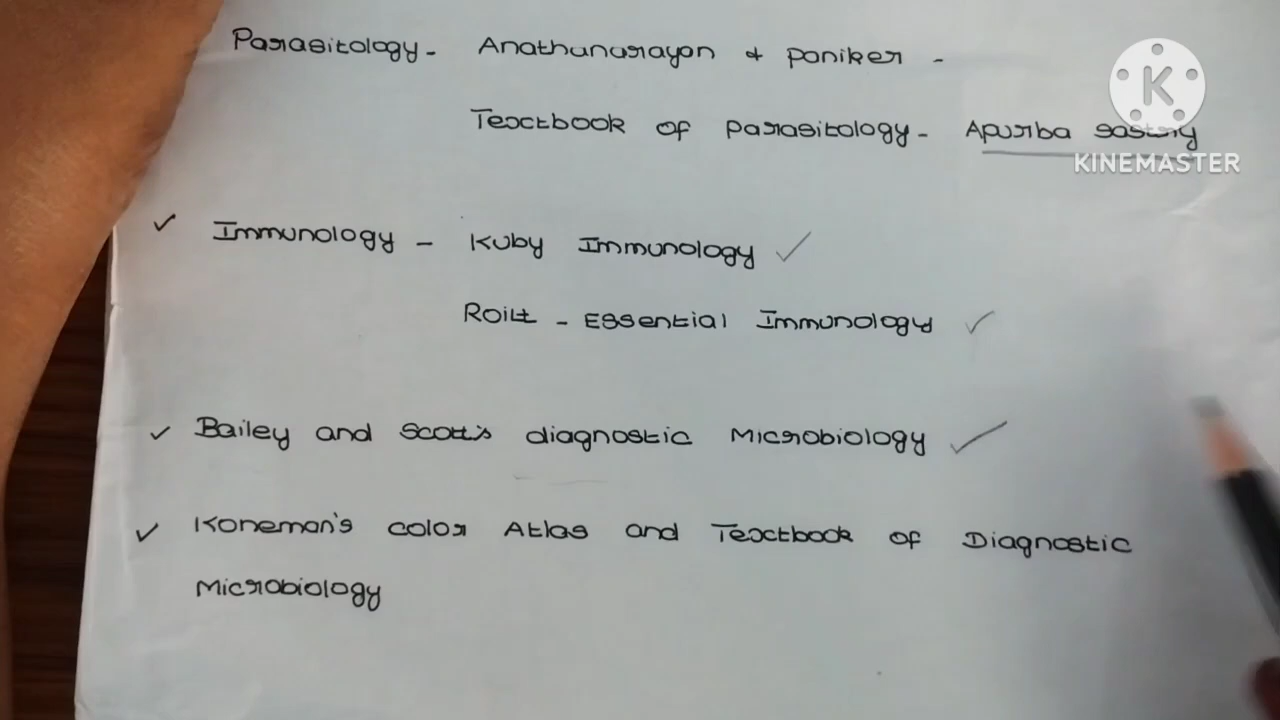 Parasitology - Anathunarayan & Paniker -
Textbook of Parasitology - Apurba Sastry
K
KINEMASTER
✓ Immunology - Kuby Immunology ✓
Roitt - Essential Immunology ✓
✓ Bailey and Scott's diagnostic Microbiology ✓
✓ Koneman's color Atlas and Textbook of Diagnostic
Microbiology